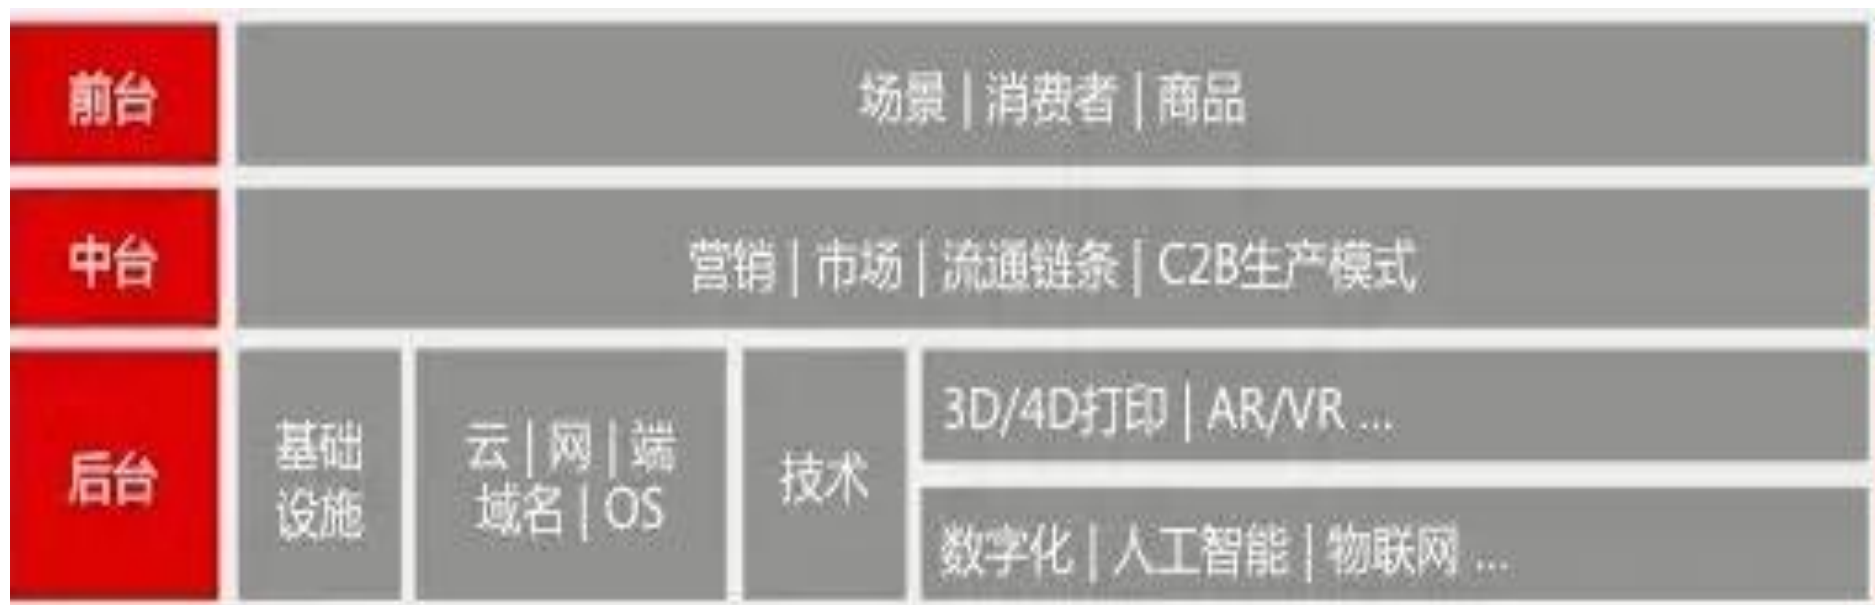 前台
场景 | 消费者 | 商品
中台
营销 | 市场 | 流通链条 | C2B生产模式
后台
基础
设施
云 | 网 | 端
域名 | OS
技术
3D/4D打印 | AR/VR ...
数字化 | 人工智能 | 物联网 ...